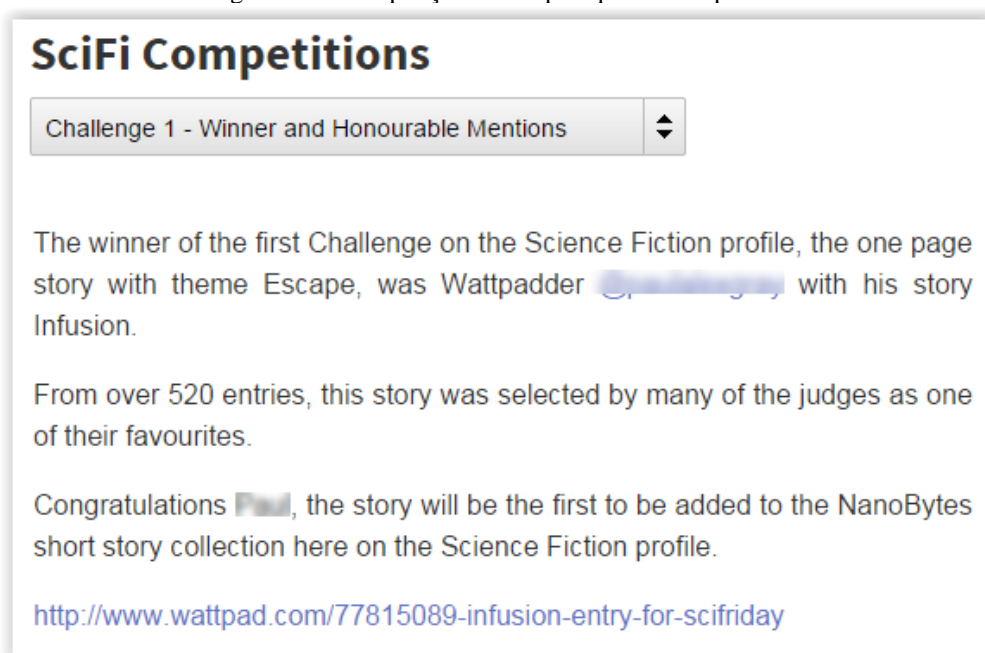 SciFi Competitions
Challenge 1 - Winner and Honourable Mentions
The winner of the first Challenge on the Science Fiction profile, the one page
story with theme Escape, was Wattpadder with his story
Infusion.
From over 520 entries, this story was selected by many of the judges as one
of their favourites.
Congratulations , the story will be the first to be added to the NanoBytes
short story collection here on the Science Fiction profile.
http://www.wattpad.com/77815089-infusion-entry-for-scifriday